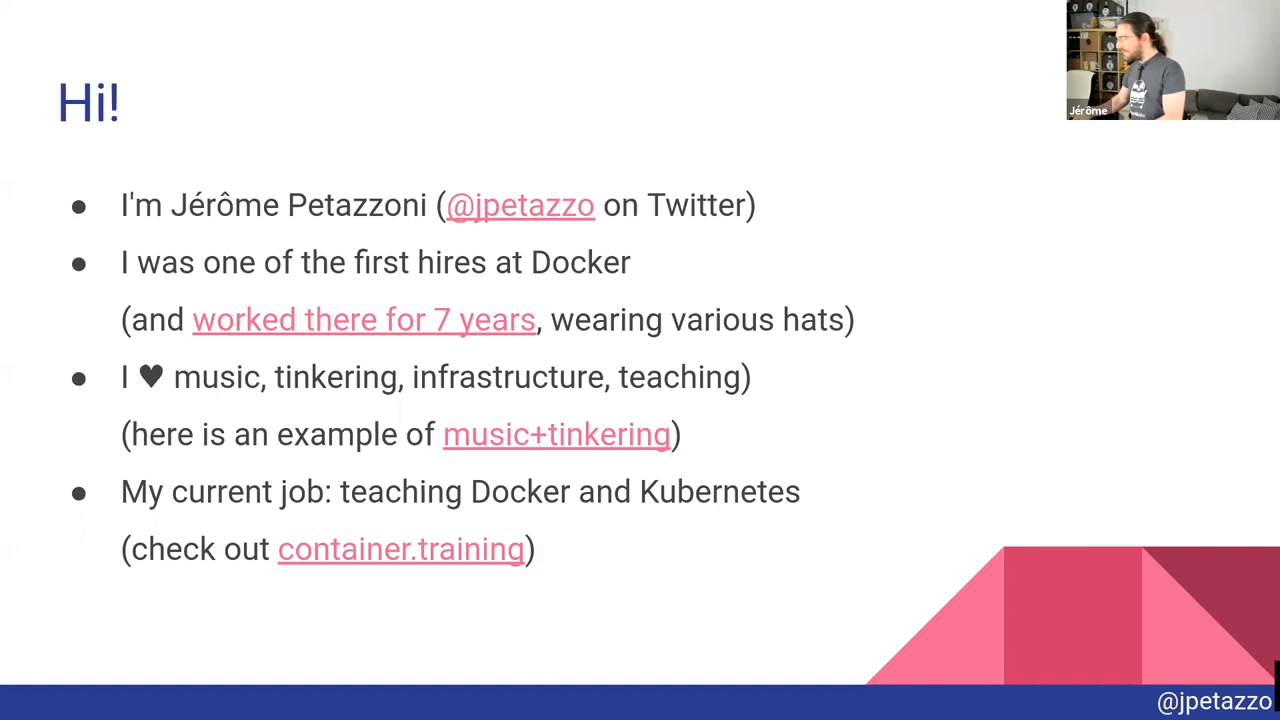 Hi!
Jérôme
● I'm Jérôme Petazzoni (@jpetazzo on Twitter)
● I was one of the first hires at Docker
(and worked there for 7 years, wearing various hats)
● I ♥ music, tinkering, infrastructure, teaching)
(here is an example of music+tinkering)
● My current job: teaching Docker and Kubernetes
(check out container.training)
@jpetazzo